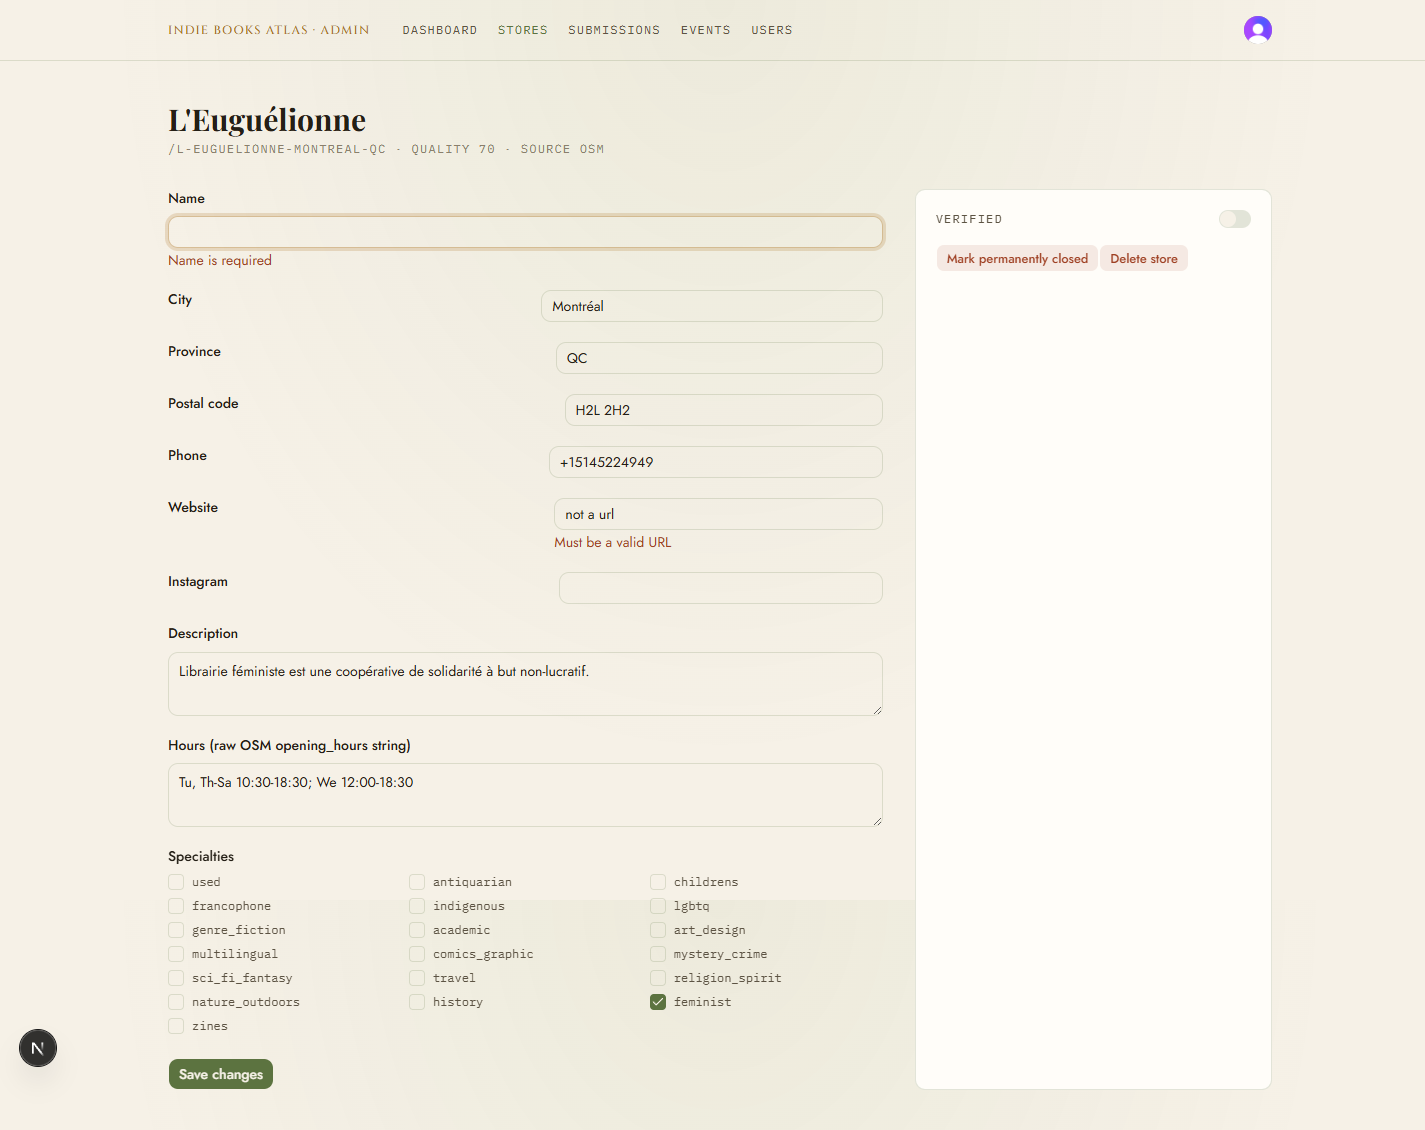 INDIE BOOKS ATLAS · ADMIN
DASHBOARD STORES SUBMISSIONS EVENTS USERS
L'Euguélionne
/L-EUGUELIONNE-MONTREAL-QC · QUALITY 70 · SOURCE OSM
Name
Name is required
City Montréal
Province QC
Postal code H2L 2H2
Phone +15145224949
Website not a url
Must be a valid URL
Instagram
Description
Librairie féministe est une coopérative de solidarité à but non-lucratif.
Hours (raw OSM opening_hours string)
Tu, Th-Sa 10:30-18:30; We 12:00-18:30
Specialties
used antiquarian childrens
francophone indigenous lgbtq
genre_fiction academic art_design
multilingual comics_graphic mystery_crime
sci_fi_fantasy travel religion_spirit
nature_outdoors history feminist
zines
Save changes
VERIFIED
Mark permanently closed Delete store
N